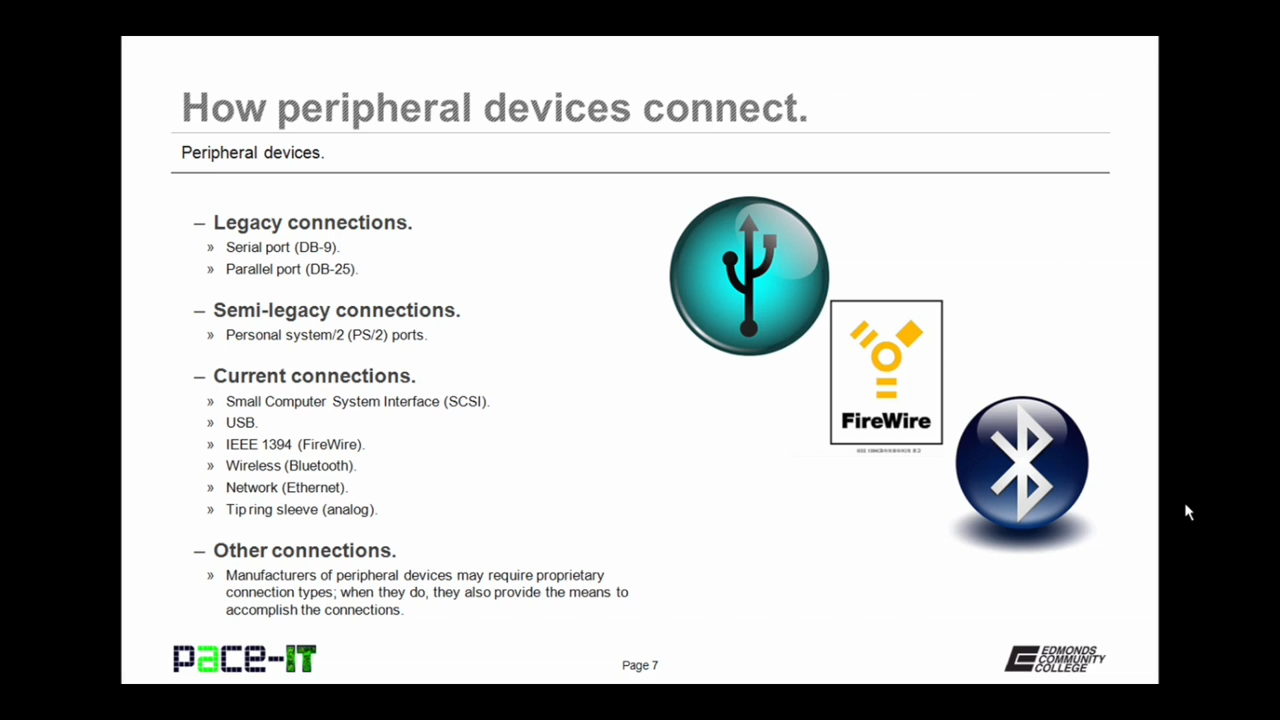 How peripheral devices connect.
Peripheral devices.
– Legacy connections.
» Serial port (DB-9).
» Parallel port (DB-25).
– Semi-legacy connections.
» Personal system/2 (PS/2) ports.
– Current connections.
» Small Computer System Interface (SCSI).
» USB.
» IEEE 1394 (FireWire).
» Wireless (Bluetooth).
» Network (Ethernet).
» Tip ring sleeve (analog).
– Other connections.
» Manufacturers of peripheral devices may require proprietary
connection types; when they do, they also provide the means to
accomplish the connections.
FireWire
pace-IT
Page 7
EDMONDS
COMMUNITY
COLLEGE